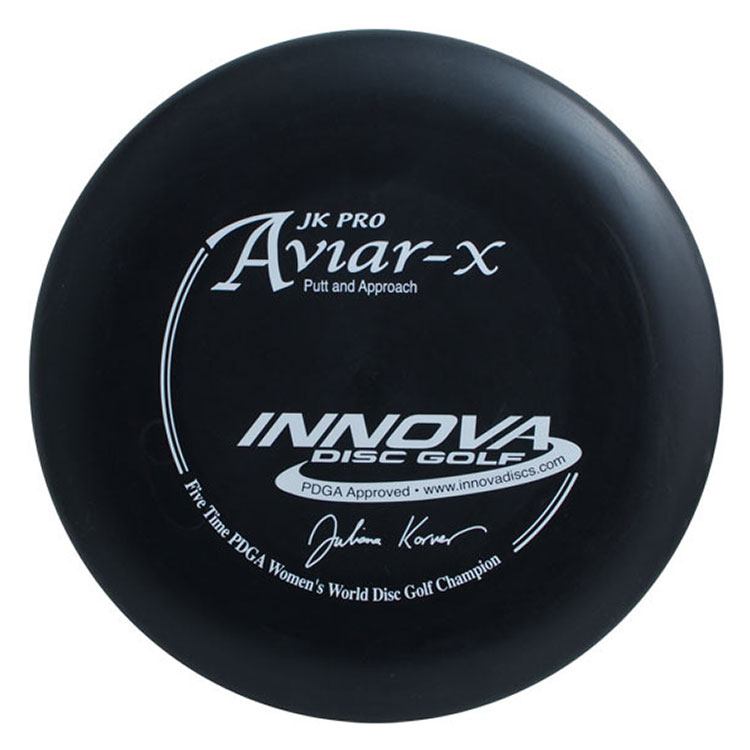 JK PRO
Aviar-x
Putt and Approach
INNOVA
DISC GOLF
PDGA Approved • www.innovadiscs.com
Juliana Korver
Five Time PDGA Women's World Disc Golf Champion